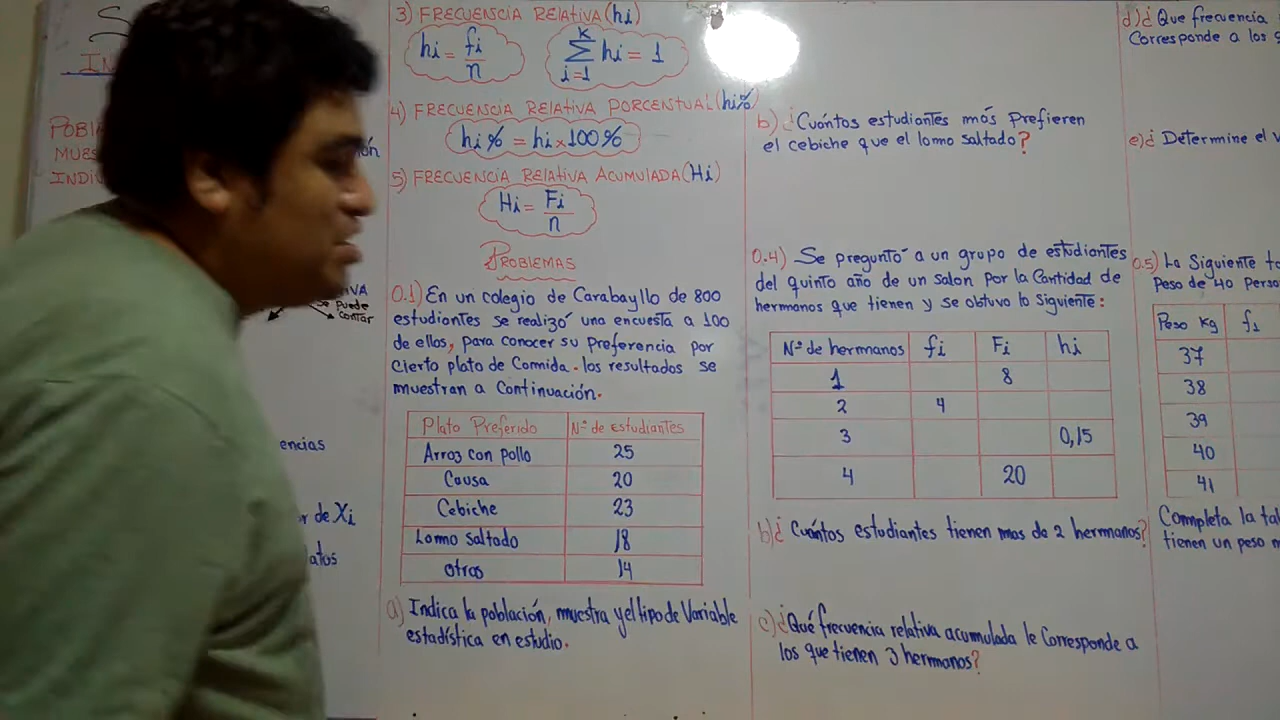 3) FRECUENCIA RELATIVA (hi)
hi = fi/n
K
∑ hi = 1
i=1
4) FRECUENCIA RELATIVA PORCENTUAL (hi%)
hi% = hi × 100%
5) FRECUENCIA RELATIVA ACUMULADA (Hi)
Hi = Fi/n
PROBLEMAS
0.1) En un colegio de Carabayllo de 800
estudiantes se realizó una encuesta a 100
de ellos, para conocer su preferencia por
cierto plato de Comida. los resultados se
muestran a Continuación.
Plato Preferido N° de estudiantes
Arroz con pollo 25
Causa 20
Cebiche 23
Lomo saltado 18
otros 14
a) Indica la población, muestra y el tipo de Variable
estadística en estudio.
se puede
contar
encias
de Xi
b) ¿Cuántos estudiantes más Prefieren
el cebiche que el lomo saltado?
0.4) Se preguntó a un grupo de estudiantes
del quinto año de un salon por la Cantidad de
hermanos que tienen y se obtuvo lo siguiente:
N° de hermanos fi Fi hi
1 8
2 4
3 0,15
4 20
b) ¿Cuántos estudiantes tienen mas de 2 hermanos?
c) ¿Qué frecuencia relativa acumulada le Corresponde a
los que tienen 3 hermanos?
d) ¿Que frecuencia
Corresponde a los
e) ¿ Determine el
0.5) La Siguiente
Peso de 40 perso
Peso Kg f1
37
38
39
40
41
Completa la
tienen un peso